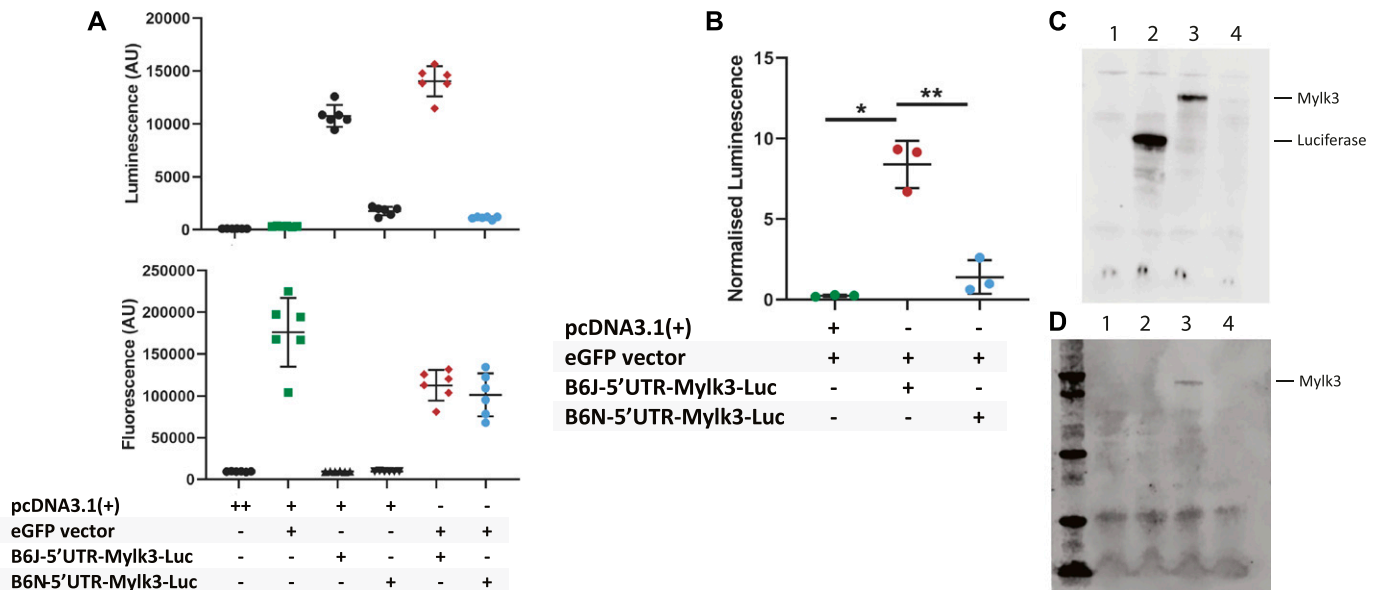 A
Luminescence (AU)
20000
15000
10000
5000
0
Fluorescence (AU)
250000
200000
150000
100000
50000
0
pcDNA3.1(+) ++ + + + - -
eGFP vector - + - - + +
B6J-5’UTR-Mylk3-Luc - - + - + -
B6N-5’UTR-Mylk3-Luc - - - + - +
B
Normalised Luminescence
15
10
5
0
* **
pcDNA3.1(+) + - -
eGFP vector + + +
B6J-5’UTR-Mylk3-Luc - + -
B6N-5’UTR-Mylk3-Luc - - +
C
1 2 3 4
Mylk3
Luciferase
D
1 2 3 4
Mylk3